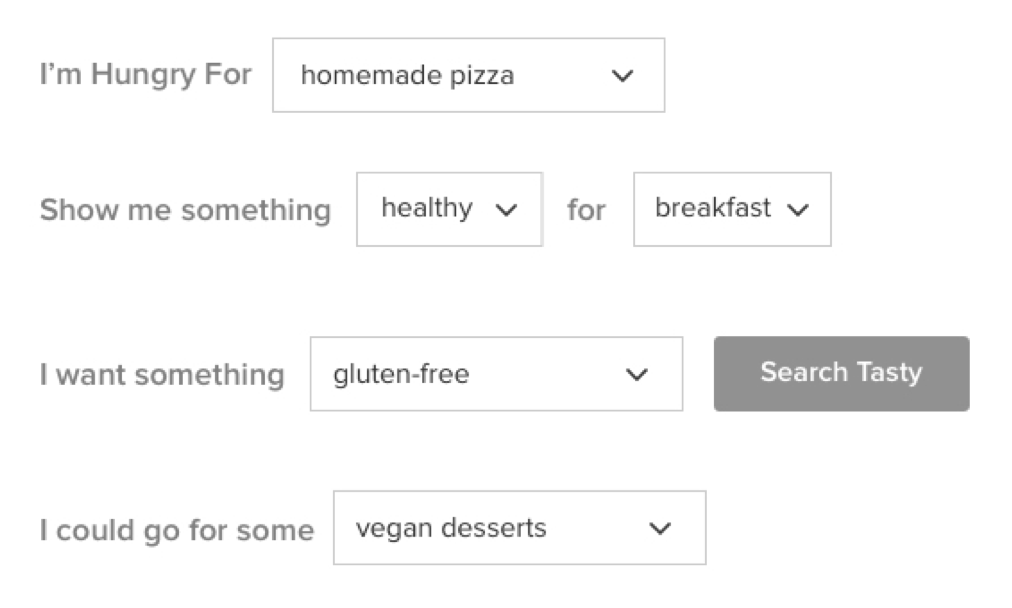 I’m Hungry For homemade pizza
Show me something healthy for breakfast
I want something gluten-free Search Tasty
I could go for some vegan desserts